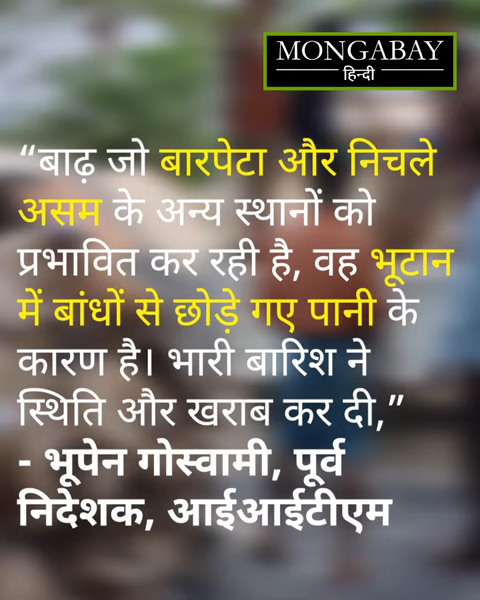 MONGABAY
हिन्दी
“बाढ़ जो बारपेटा और निचले
असम के अन्य स्थानों को
प्रभावित कर रही है, वह भूटान
में बांधों से छोड़े गए पानी के
कारण है। भारी बारिश ने
स्थिति और खराब कर दी,”
- भूपेन गोस्वामी, पूर्व
निदेशक, आईआईटीएम